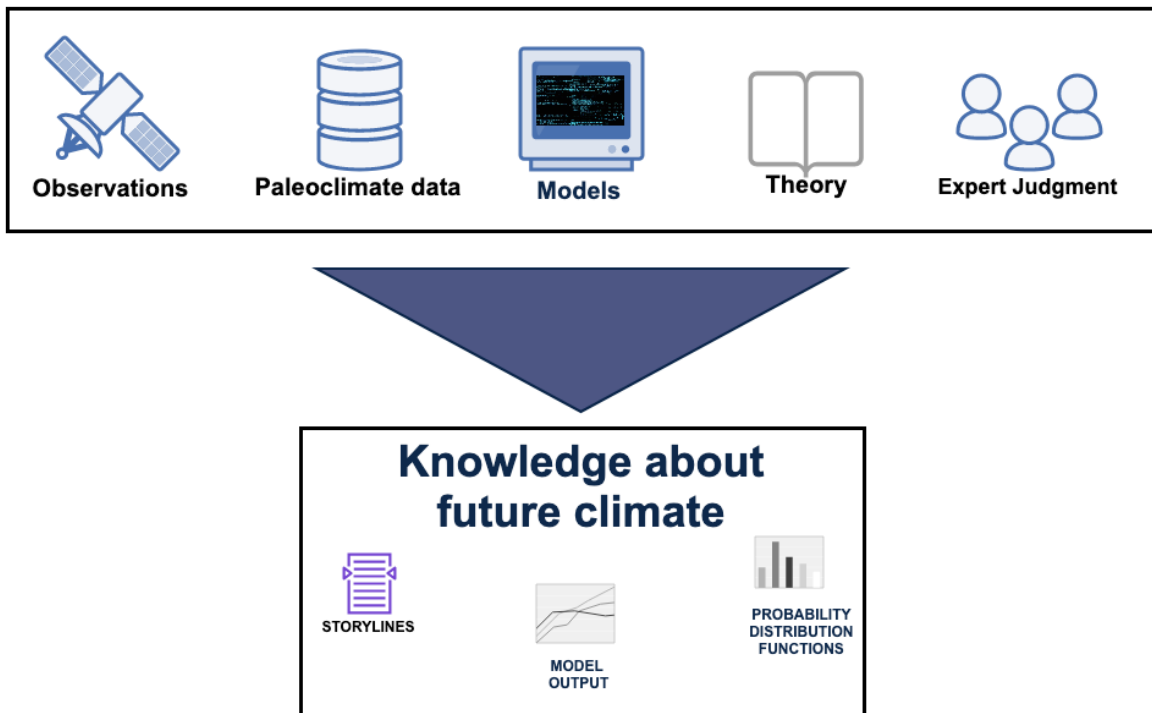 Observations
Paleoclimate data
Models
Theory
Expert Judgment
Knowledge about
future climate
STORYLINES
MODEL
OUTPUT
PROBABILITY
DISTRIBUTION
FUNCTIONS